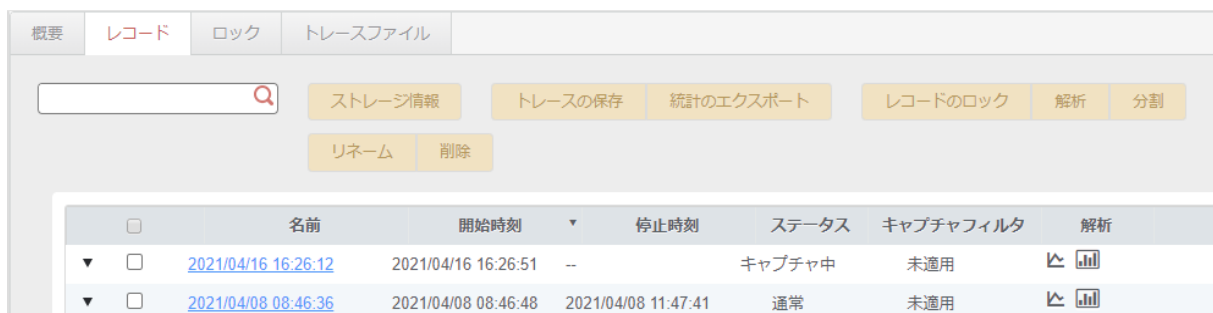 概要 レコード ロック トレースファイル
ストレージ情報 トレースの保存 統計のエクスポート レコードのロック 解析 分割
リネーム 削除
名前 開始時刻 ▼ 停止時刻 ステータス キャプチャフィルタ 解析
▼ 2021/04/16 16:26:12 2021/04/16 16:26:51 -- キャプチャ中 未適用
▼ 2021/04/08 08:46:36 2021/04/08 08:46:48 2021/04/08 11:47:41 通常 未適用